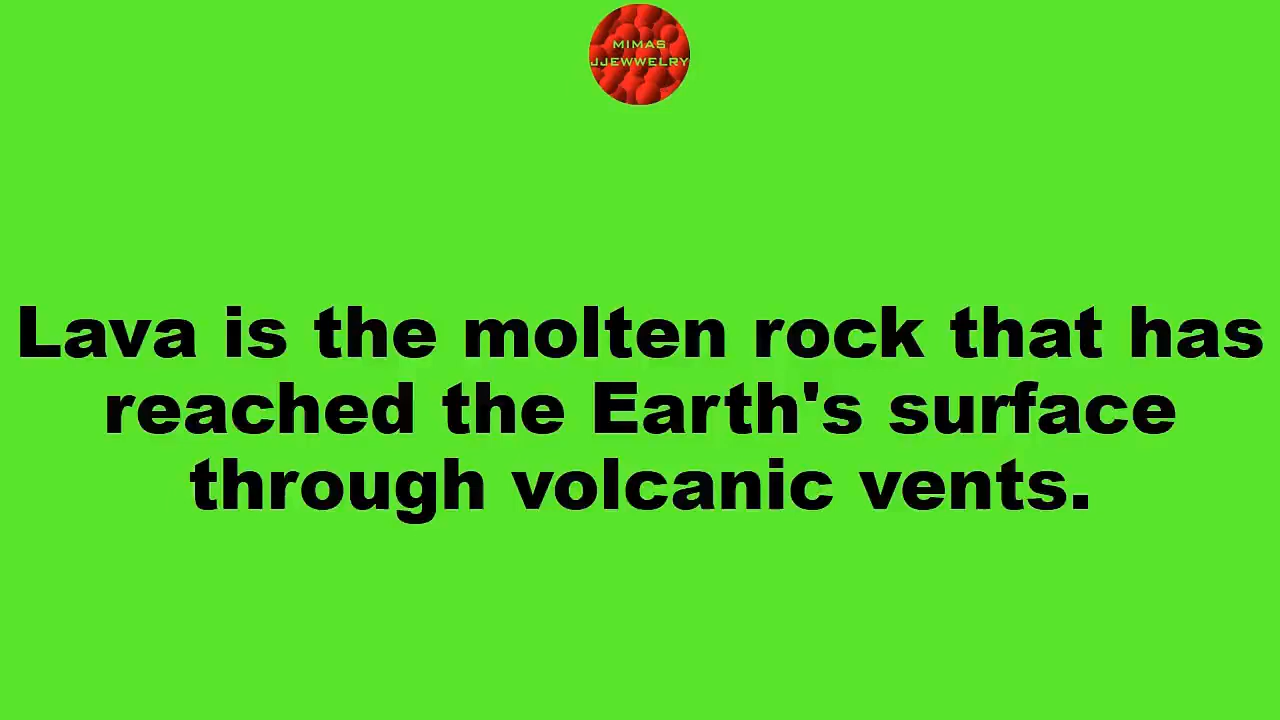 MIMAS
JJEWWELRY
Lava is the molten rock that has
reached the Earth's surface
through volcanic vents.